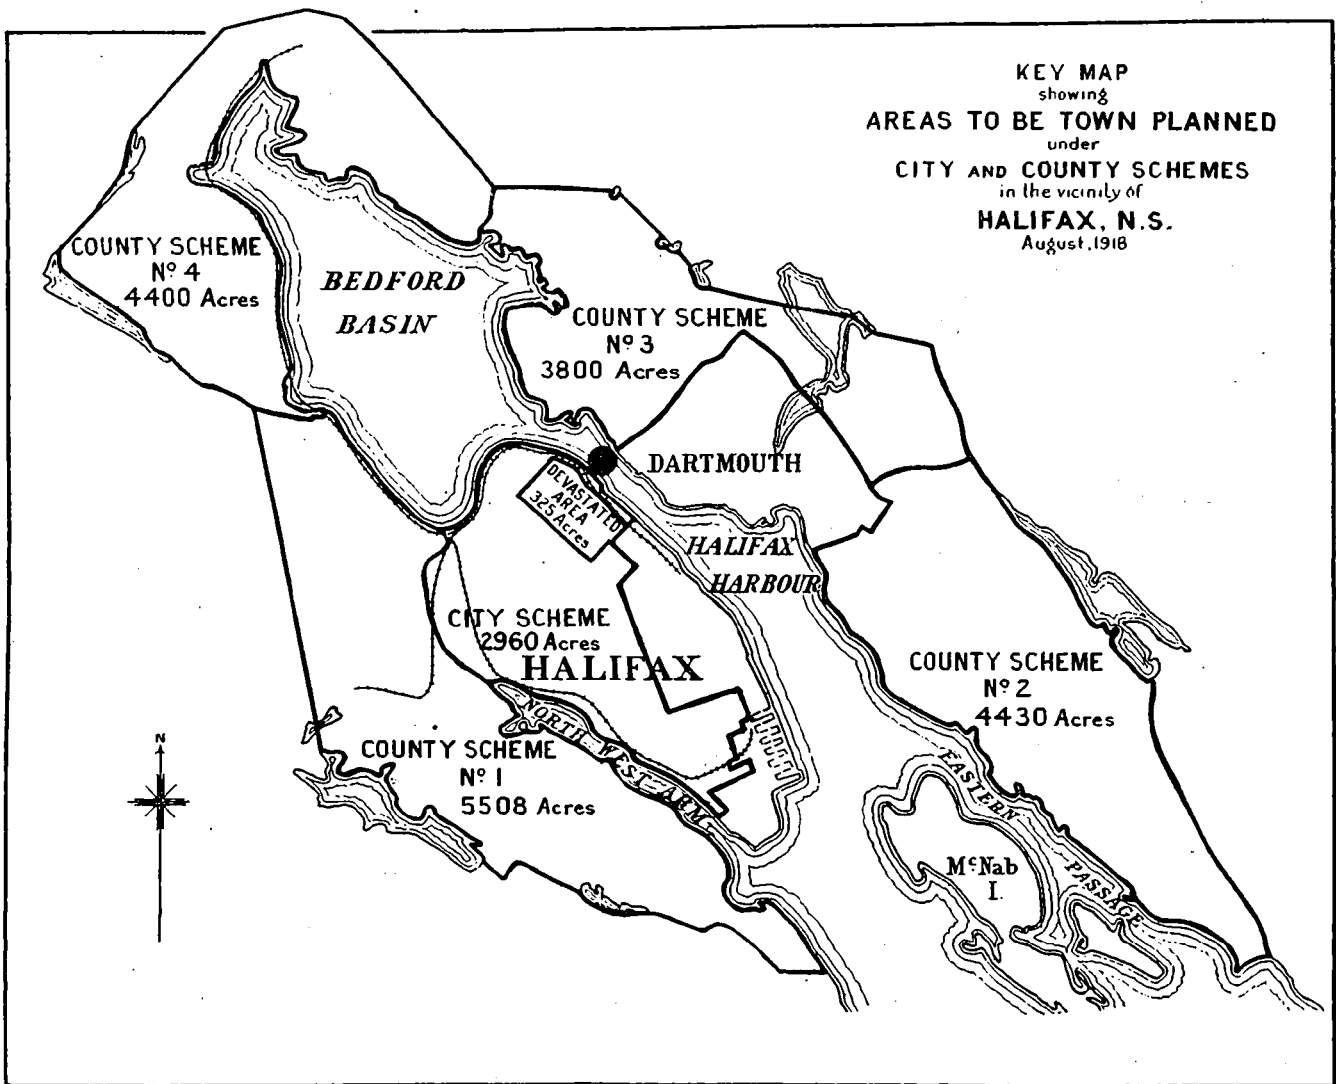 KEY MAP
showing
AREAS TO BE TOWN PLANNED
under
CITY AND COUNTY SCHEMES
in the vicinity of
HALIFAX, N.S.
August, 1918
COUNTY SCHEME
Nº 4
4400 Acres
BEDFORD
BASIN
COUNTY SCHEME
Nº 3
3800 Acres
DARTMOUTH
DEVASTATED
AREA
325 Acres
HALIFAX
HARBOUR
CITY SCHEME
2960 Acres
HALIFAX
COUNTY SCHEME
Nº 2
4430 Acres
NORTH WEST ARM
COUNTY SCHEME
Nº 1
5508 Acres
EASTERN
PASSAGE
McNab
I.
N